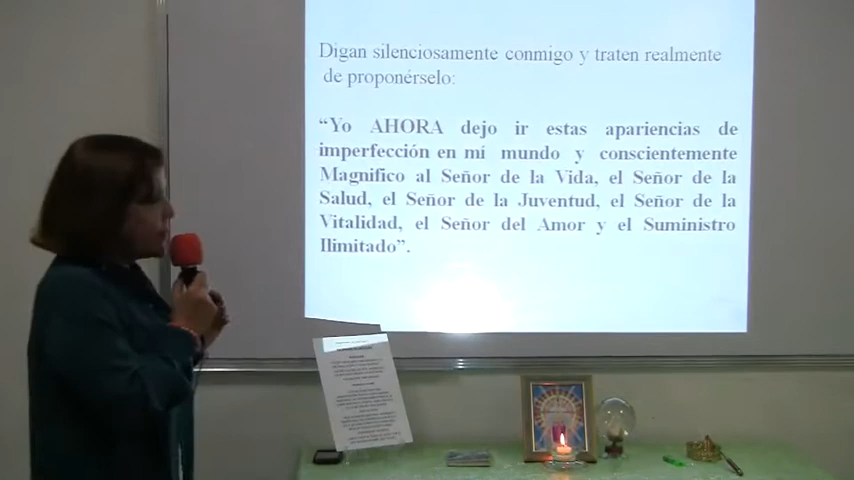 Digan silenciosamente conmigo y traten realmente
de proponérselo:
“Yo AHORA dejo ir estas apariencias de
imperfección en mi mundo y conscientemente
Magnifico al Señor de la Vida, el Señor de la
Salud, el Señor de la Juventud, el Señor de la
Vitalidad, el Señor del Amor y el Suministro
Ilimitado”.